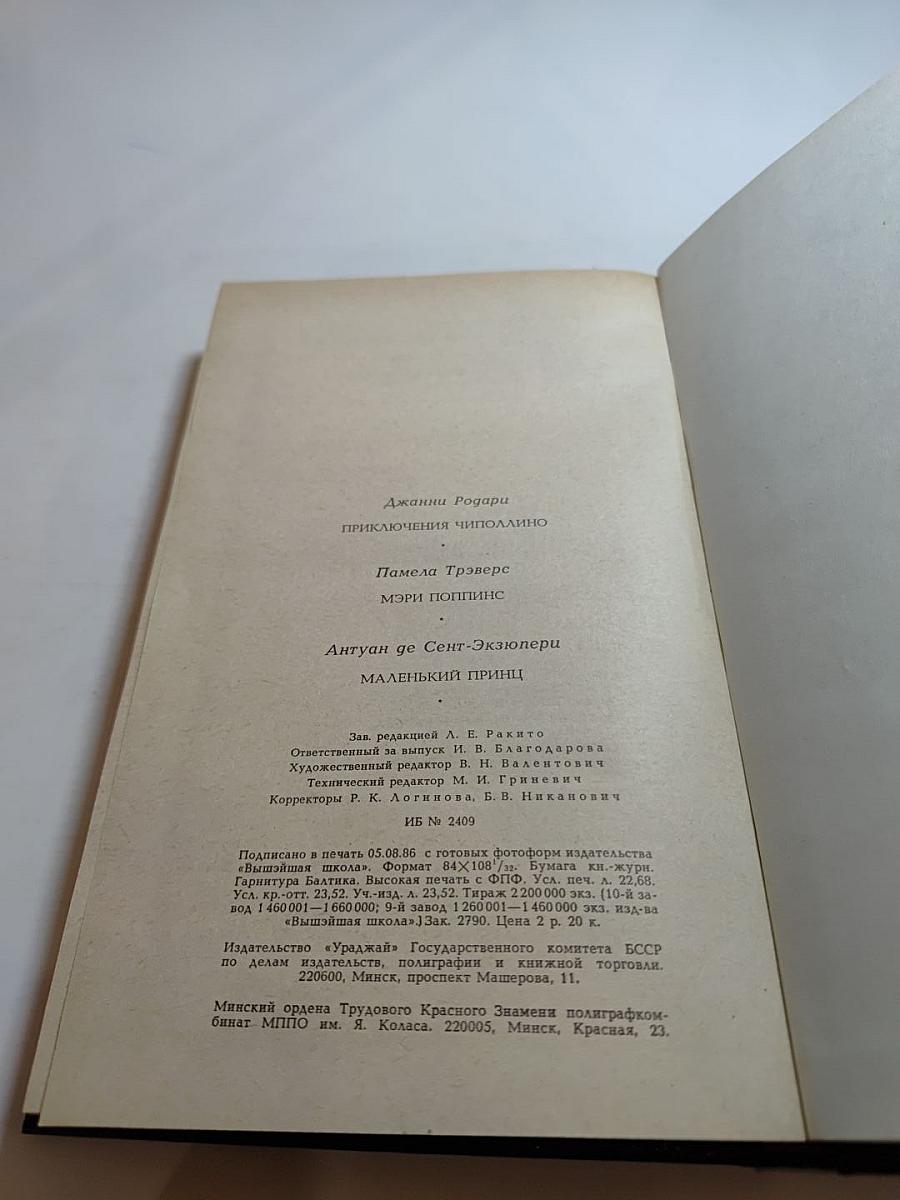 Джанни Родари
ПРИКЛЮЧЕНИЯ ЧИПОЛЛИНО
•
Памела Трэверс
МЭРИ ПОППИНС
•
Антуан де Сент-Экзюпери
МАЛЕНЬКИЙ ПРИНЦ
•
Зав. редакцией Л. Е. Ракито
Ответственный за выпуск И. В. Благодарова
Художественный редактор В. Н. Валентович
Технический редактор М. И. Гриневич
Корректоры Р. К. Логинова, Б. В. Никанович
ИБ № 2409
Подписано в печать 05.08.86 с готовых фотоформ издательства
«Вышэйшая школа». Формат 84×108¹/₃₂. Бумага кн.-журн.
Гарнитура Балтика. Высокая печать с ФПФ. Усл. печ. л. 22,68.
Усл. кр.-отт. 23,52. Уч.-изд. л. 23,52. Тираж 2 200 000 экз. (10-й за-
вод 1 460 001—1 660 000; 9-й завод 1 260 001—1 460 000 экз. изд-ва
«Вышэйшая школа».) Зак. 2790. Цена 2 р. 20 к.
Издательство «Ураджай» Государственного комитета БССР
по делам издательств, полиграфии и книжной торговли.
220600, Минск, проспект Машерова, 11.
Минский ордена Трудового Красного Знамени полиграфком-
бинат МППО им. Я. Коласа. 220005, Минск, Красная, 23.